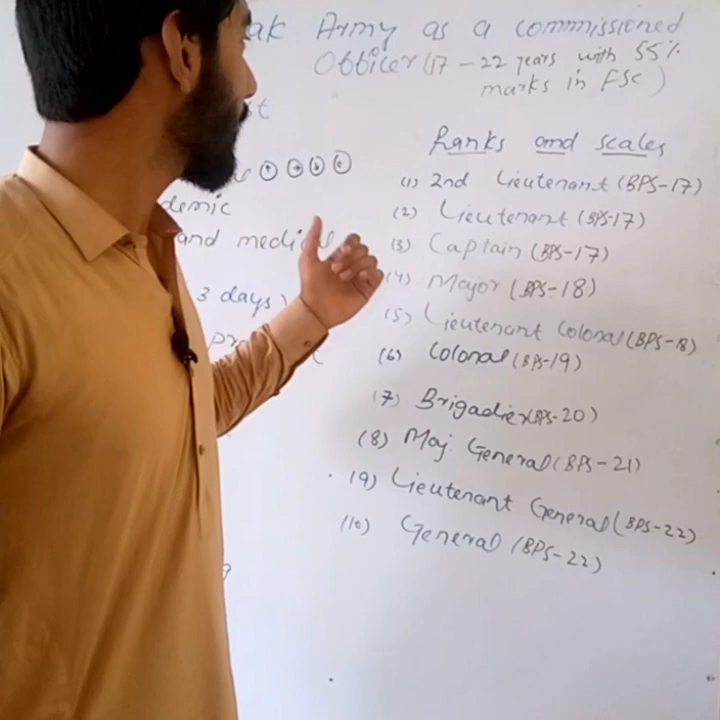 ak Army as a commissioned
Officer (17 - 22 years with 55%
marks in FSC)
Ranks and scales
(1) 2nd Lieutenant (BPS-17)
(2) Lieutenant (BPS-17)
demic
and medic
(3) Captain (BPS-17)
(4) Major (BPS-18)
3 days)
(5) Lieutenant Colonal (BPS-18)
(6) Colonal (BPS-19)
(7) Brigadier (BPS-20)
(8) Maj. General (BPS-21)
(9) Lieutenant General (BPS-22)
(10) General (BPS-22)